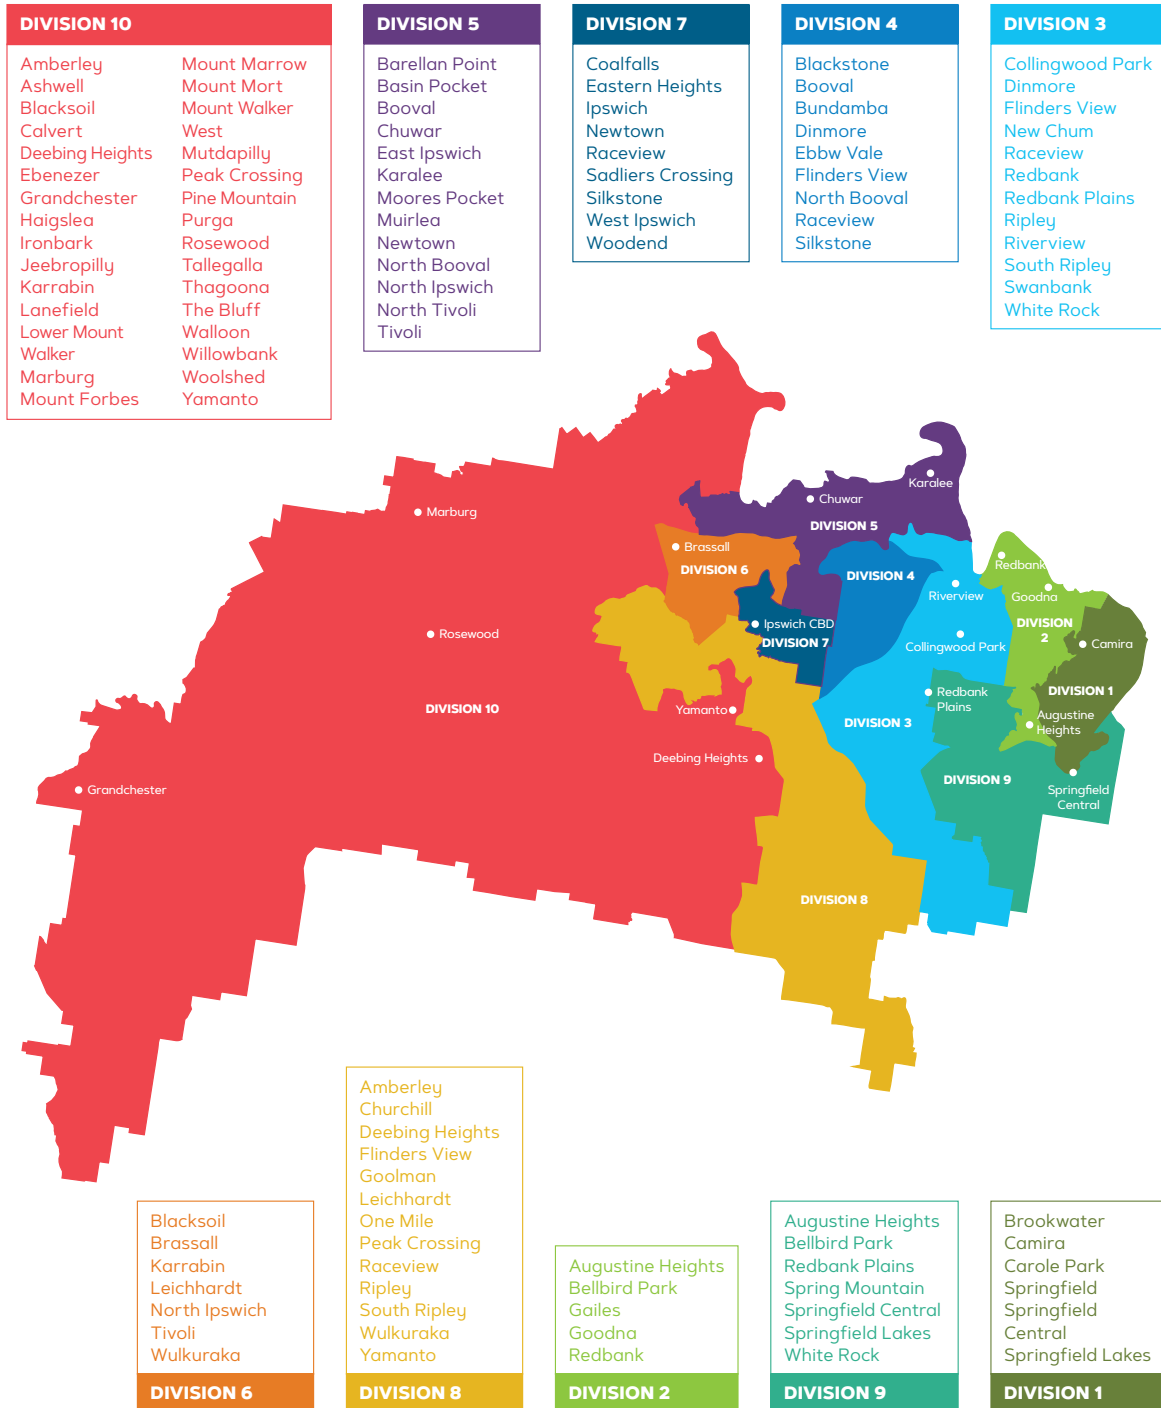 DIVISION 10
Amberley
Ashwell
Blacksoil
Calvert
Deebing Heights
Ebenezer
Grandchester
Haigslea
Ironbark
Jeebropilly
Karrabin
Lanefield
Lower Mount
Walker
Marburg
Mount Forbes
Mount Marrow
Mount Mort
Mount Walker
West
Mutdapilly
Peak Crossing
Pine Mountain
Purga
Rosewood
Tallegalla
Thagoona
The Bluff
Walloon
Willowbank
Woolshed
Yamanto
DIVISION 5
Barellan Point
Basin Pocket
Booval
Chuwar
East Ipswich
Karalee
Moores Pocket
Muirlea
Newtown
North Booval
North Ipswich
North Tivoli
Tivoli
DIVISION 7
Coalfalls
Eastern Heights
Ipswich
Newtown
Raceview
Sadliers Crossing
Silkstone
West Ipswich
Woodend
DIVISION 4
Blackstone
Booval
Bundamba
Dinmore
Ebbw Vale
Flinders View
North Booval
Raceview
Silkstone
DIVISION 3
Collingwood Park
Dinmore
Flinders View
New Chum
Raceview
Redbank
Redbank Plains
Ripley
Riverview
South Ripley
Swanbank
White Rock
Karalee
Chuwar
Marburg
DIVISION 5
Brassall
DIVISION 6
DIVISION 4
Redbank
Riverview
Goodna
Ipswich CBD
DIVISION
2
Rosewood
DIVISION 7
Collingwood Park
Camira
Redbank
Plains
DIVISION 1
DIVISION 10
Yamanto
DIVISION 3
Augustine
Heights
Deebing Heights
DIVISION 9
Grandchester
Springfield
Central
DIVISION 8
Blacksoil
Brassall
Karrabin
Leichhardt
North Ipswich
Tivoli
Wulkuraka
DIVISION 6
Amberley
Churchill
Deebing Heights
Flinders View
Goolman
Leichhardt
One Mile
Peak Crossing
Raceview
Ripley
South Ripley
Wulkuraka
Yamanto
DIVISION 8
Augustine Heights
Bellbird Park
Gailes
Goodna
Redbank
DIVISION 2
Augustine Heights
Bellbird Park
Redbank Plains
Spring Mountain
Springfield Central
Springfield Lakes
White Rock
DIVISION 9
Brookwater
Camira
Carole Park
Springfield
Springfield
Central
Springfield Lakes
DIVISION 1